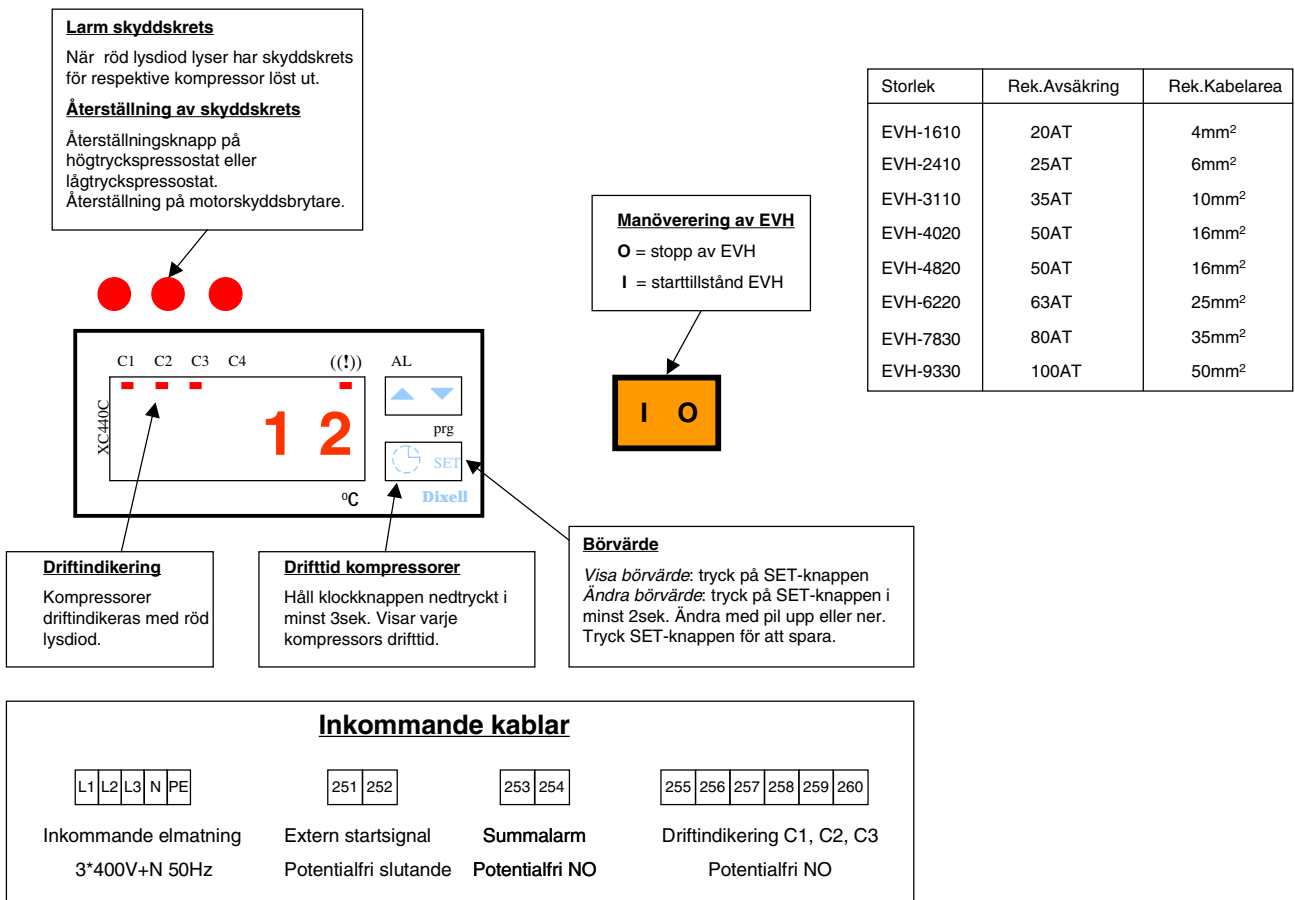 Larm skyddskrets
När röd lysdiod lyser har skyddskrets
för respektive kompressor löst ut.
Återställning av skyddskrets
Återställningsknapp på
högtryckspressostat eller
lågtryckspressostat.
Återställning på motorskyddsbrytare.
Storlek Rek.Avsäkring Rek.Kabelarea
EVH-1610 20AT 4mm²
EVH-2410 25AT 6mm²
EVH-3110 35AT 10mm²
EVH-4020 50AT 16mm²
EVH-4820 50AT 16mm²
EVH-6220 63AT 25mm²
EVH-7830 80AT 35mm²
EVH-9330 100AT 50mm²
Manöverering av EVH
O = stopp av EVH
I = starttillstånd EVH
C1 C2 C3 C4 ((!)) AL
XC440C
1 2
prg
SET
⁰C Dixell
I O
Driftindikering
Kompressorer
driftindikeras med röd
lysdiod.
Drifttid kompressorer
Håll klockknappen nedtryckt i
minst 3sek. Visar varje
kompressors drifttid.
Börvärde
Visa börvärde: tryck på SET-knappen
Ändra börvärde: tryck på SET-knappen i
minst 2sek. Ändra med pil upp eller ner.
Tryck SET-knappen för att spara.
Inkommande kablar
L1 L2 L3 N PE 251 252 253 254 255 256 257 258 259 260
Inkommande elmatning Extern startsignal Summalarm Driftindikering C1, C2, C3
3*400V+N 50Hz Potentialfri slutande Potentialfri NO Potentialfri NO